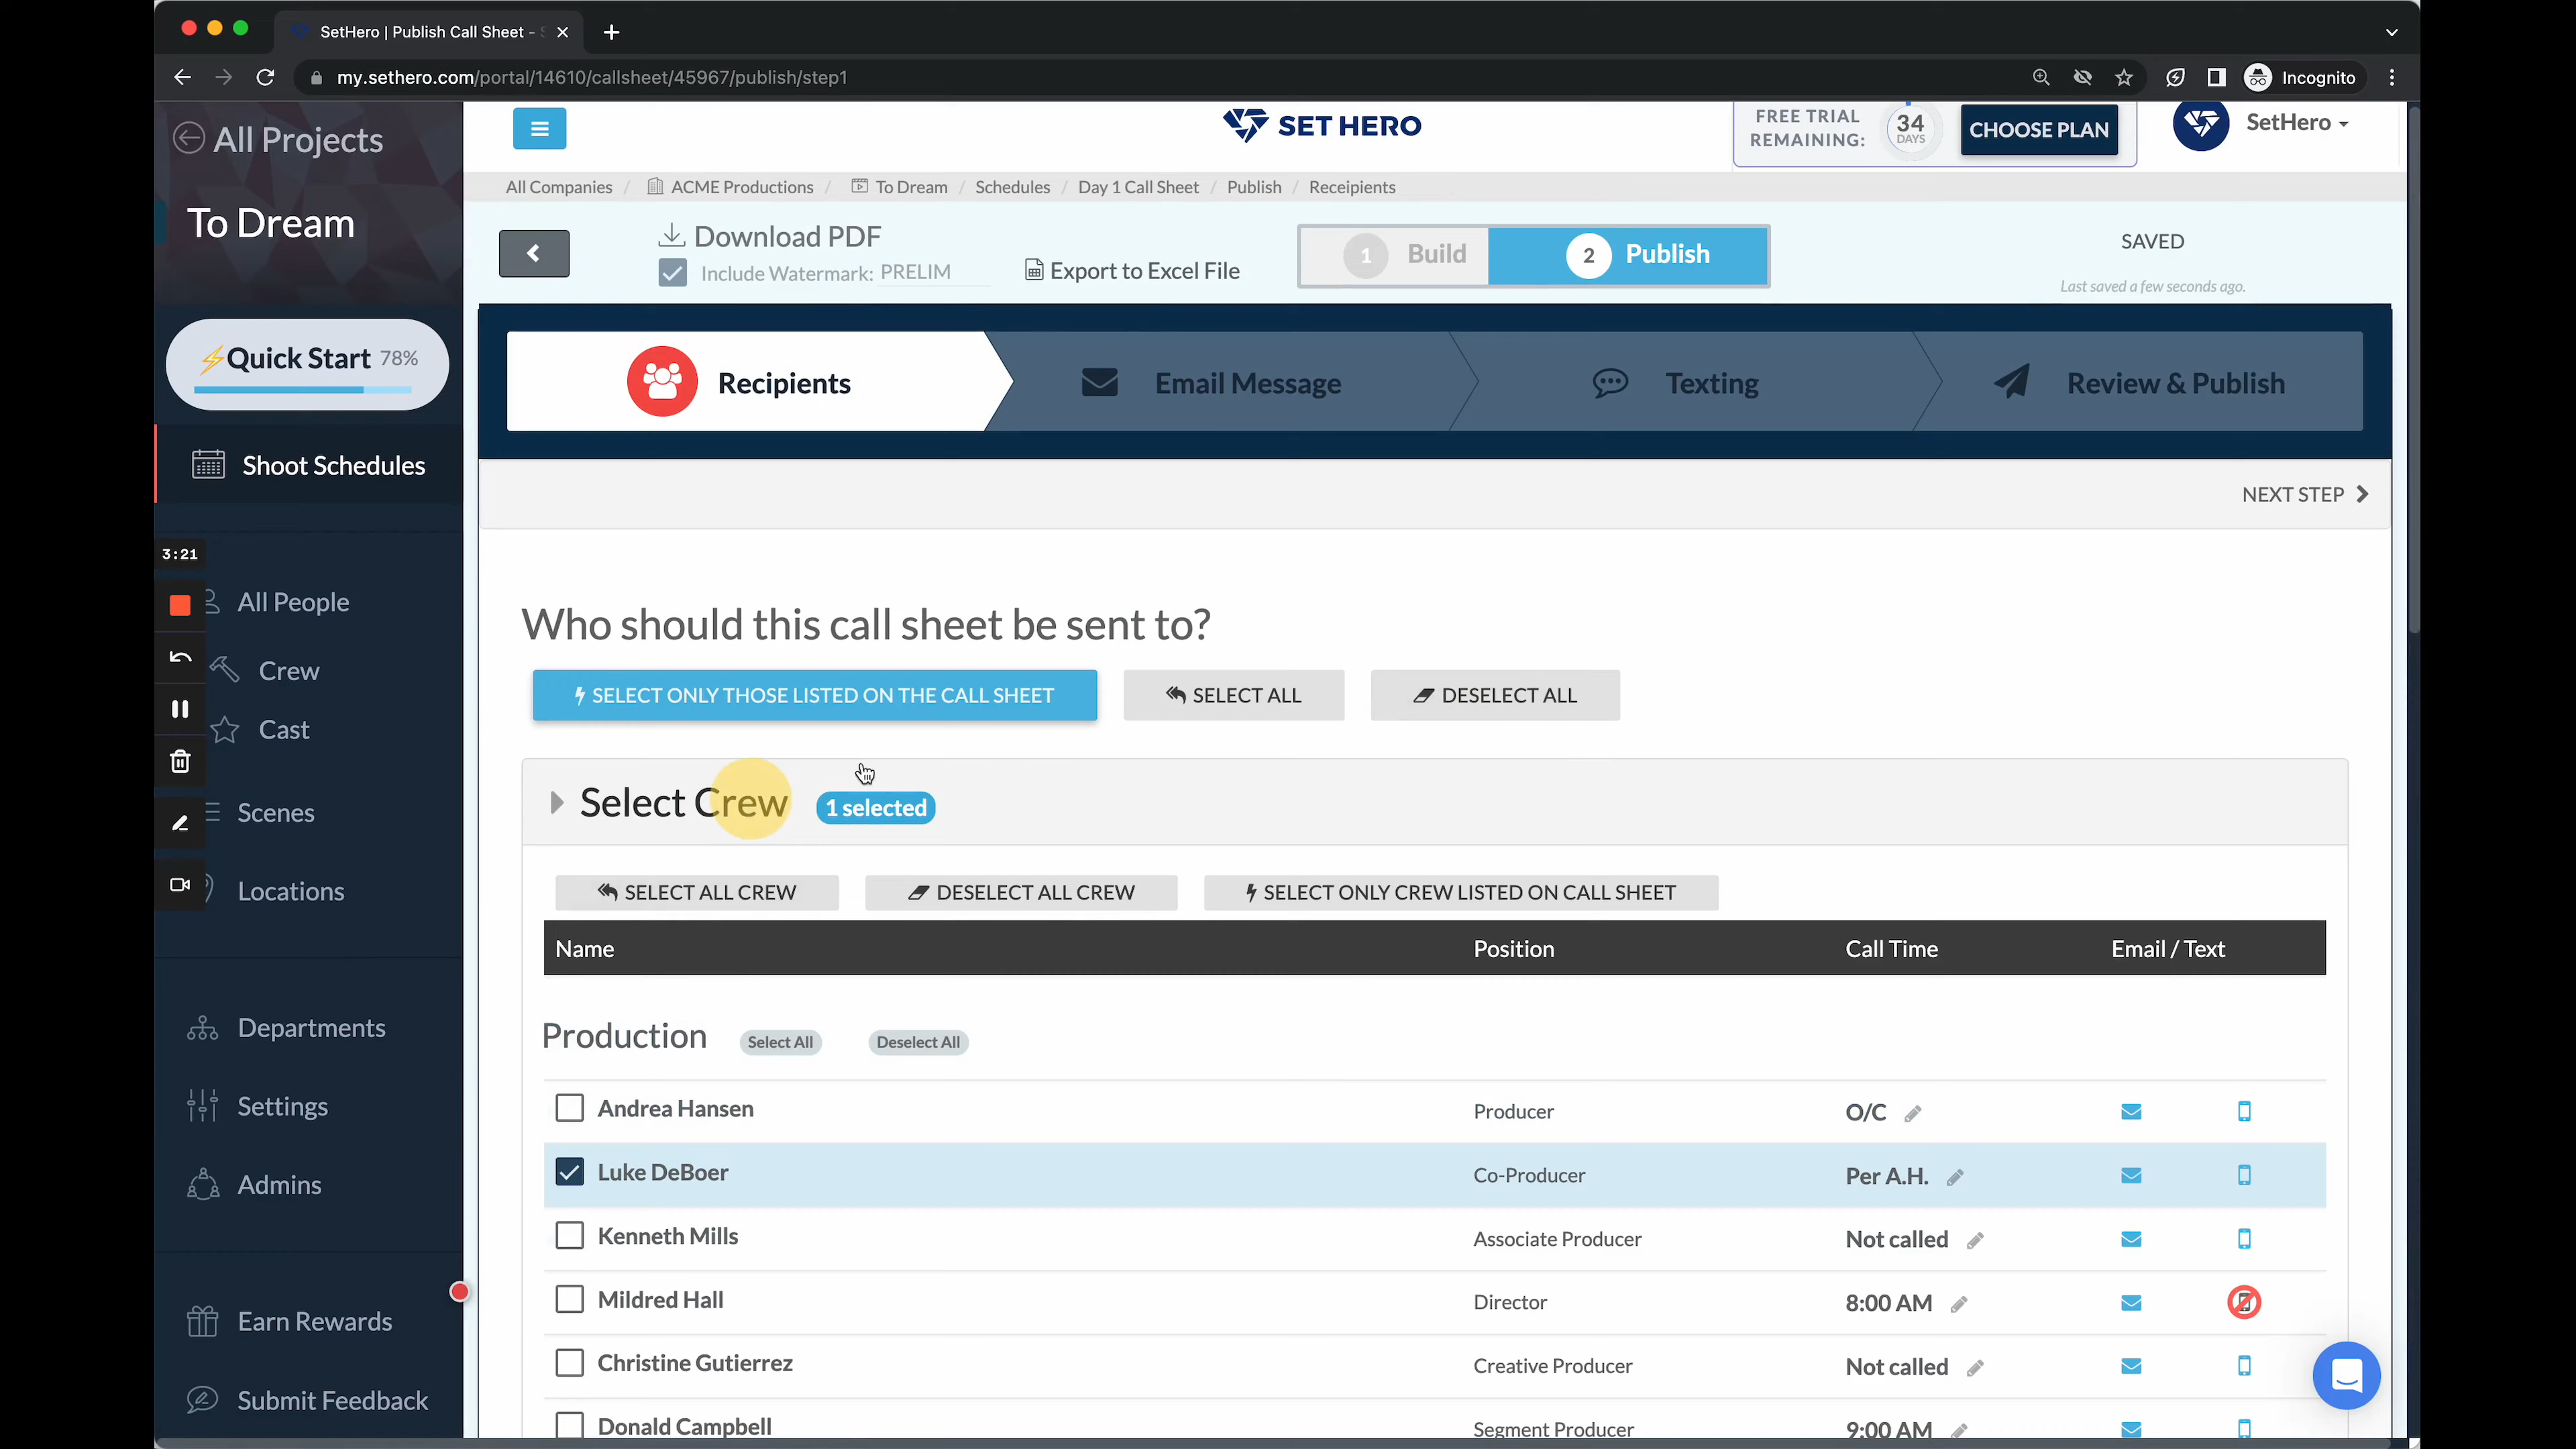 SetHero | Publish Call Sheet - S
my.sethero.com/portal/14610/callsheet/45967/publish/step1
Incognito
All Projects
To Dream
Quick Start 78%
Shoot Schedules
3:21
All People
Crew
Cast
Scenes
Locations
Departments
Settings
Admins
Earn Rewards
Submit Feedback
SET HERO
FREE TRIAL
REMAINING:
34
DAYS
CHOOSE PLAN
SetHero
All Companies / ACME Productions / To Dream / Schedules / Day 1 Call Sheet / Publish / Receipients
Download PDF
Include Watermark: PRELIM
Export to Excel File
1 Build
2 Publish
SAVED
Last saved a few seconds ago.
Recipients
Email Message
Texting
Review & Publish
NEXT STEP
Who should this call sheet be sent to?
SELECT ONLY THOSE LISTED ON THE CALL SHEET
SELECT ALL
DESELECT ALL
Select Crew 1 selected
SELECT ALL CREW
DESELECT ALL CREW
SELECT ONLY CREW LISTED ON CALL SHEET
Name Position Call Time Email / Text
Production Select All Deselect All
Andrea Hansen Producer O/C
Luke DeBoer Co-Producer Per A.H.
Kenneth Mills Associate Producer Not called
Mildred Hall Director 8:00 AM
Christine Gutierrez Creative Producer Not called
Donald Campbell Segment Producer 9:00 AM